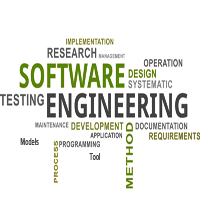 IMPLEMENTATION
RESEARCH MANAGEMENT
OPERATION
SOFTWARE DESIGN
SYSTEMATIC
TESTING ENGINEERING
MAINTENANCE DEVELOPMENT DOCUMENTATION
APPLICATION REQUIREMENTS
Models PROGRAMMING
Tool
PROCESS
METHOD